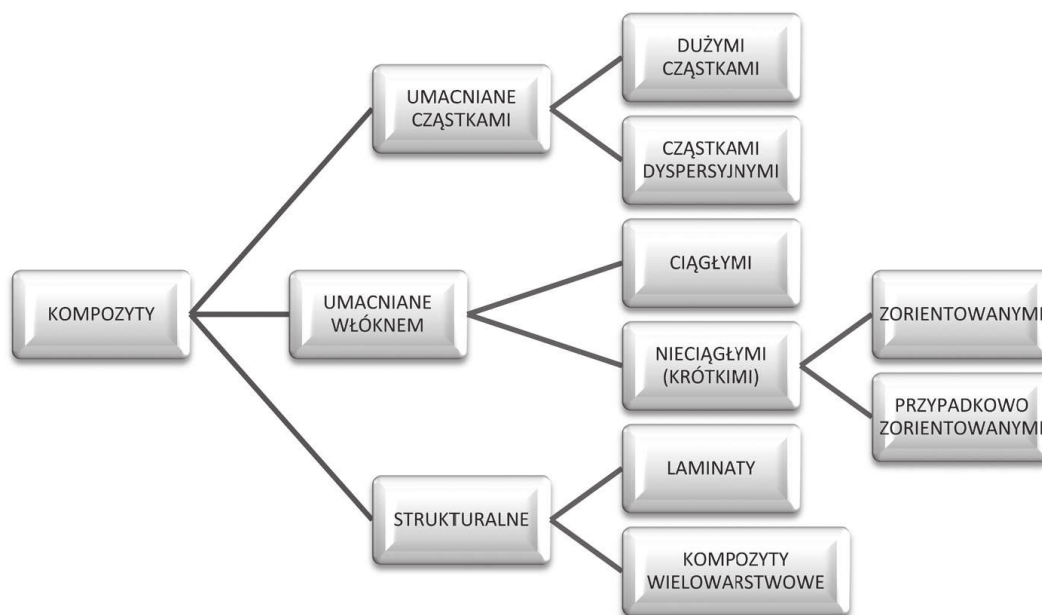 KOMPOZYTY
UMACNIANE
CZĄSTKAMI
DUŻYMI
CZĄSTKAMI
CZĄSTKAMI
DYSPERSYJNYMI
UMACNIANE
WŁÓKNEM
CIĄGŁYMI
NIECIĄGŁYMI
(KRÓTKIMI)
ZORIENTOWANYMI
PRZYPADKOWO
ZORIENTOWANYMI
STRUKTURALNE
LAMINATY
KOMPOZYTY
WIELOWARSTWOWE